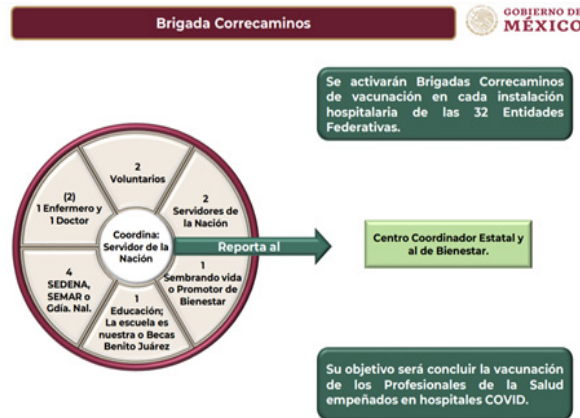 Brigada Correcaminos
GOBIERNO DE
MÉXICO
Se activarán Brigadas Correcaminos
de vacunación en cada instalación
hospitalaria de las 32 Entidades
Federativas.
2
Voluntarios
(2)
1 Enfermero y
1 Doctor
2
Servidores de
la Nación
Coordina:
Servidor de la
Nación
Reporta al
Centro Coordinador Estatal y
al de Bienestar.
4
SEDENA,
SEMAR o
Gdía. Nal.
1
Sembrando vida
o Promotor de
Bienestar
1
Educación;
La escuela es
nuestra o Becas
Benito Juárez
Su objetivo será concluir la vacunación
de los Profesionales de la Salud
empeñados en hospitales COVID.